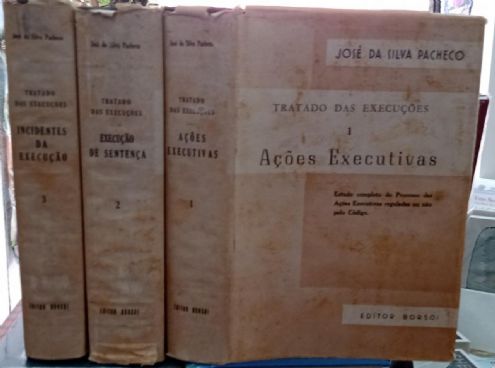 José da Silva Pacheco
TRATADO
DAS EXECUÇÕES
INCIDENTES
DA
EXECUÇÃO
3
EDITOR BORSOI
José da Silva Pacheco
TRATADO
DAS EXECUÇÕES
EXECUÇÃO
DE SENTENÇA
2
EDITOR BORSOI
José da Silva Pacheco
TRATADO
DAS EXECUÇÕES
AÇÕES
EXECUTIVAS
1
EDITOR BORSOI
JOSÉ DA SILVA PACHECO
TRATADO DAS EXECUÇÕES
1
Ações Executivas
Estudo completo do Processo das
Ações Executivas reguladas ou não
pelo Código.
EDITOR BORSOI